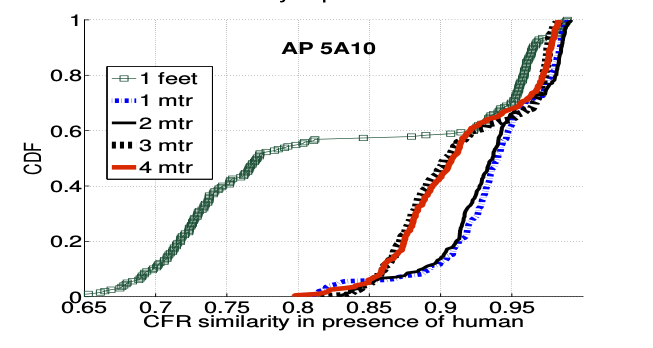 AP 5A10
1 feet
1 mtr
2 mtr
3 mtr
4 mtr
CDF
1
0.8
0.6
0.4
0.2
0
0.65 0.7 0.75 0.8 0.85 0.9 0.95
CFR similarity in presence of human